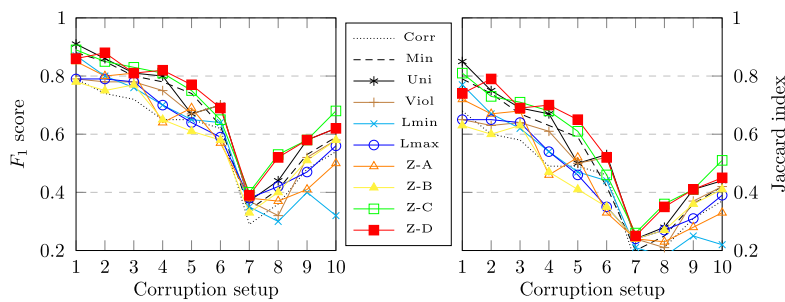 1
0.8
0.6
0.4
0.2
F₁ score
1 2 3 4 5 6 7 8 9 10
Corruption setup
Corr
Min
Uni
Viol
Lmin
Lmax
Z-A
Z-B
Z-C
Z-D
1
0.8
0.6
0.4
0.2
Jaccard index
1 2 3 4 5 6 7 8 9 10
Corruption setup